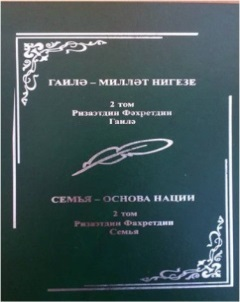 ГАИЛӘ – МИЛЛӘТ НИГЕЗЕ
2 том
Ризаэтдин Фәхретдин
Гаилә
СЕМЬЯ – ОСНОВА НАЦИИ
2 том
Ризаэтдин Фахретдин
Семья